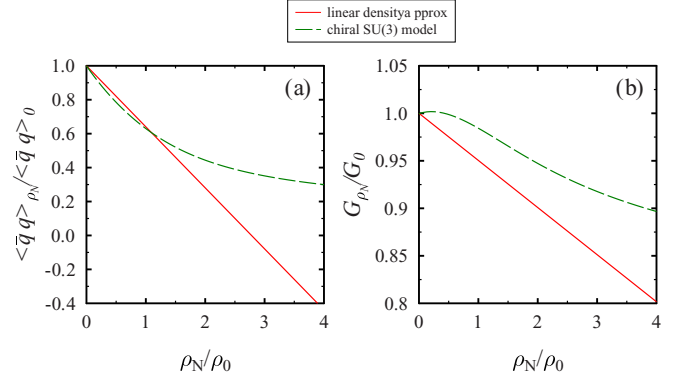 linear densitya pprox
chiral SU(3) model
(a)
1.0
0.8
0.6
0.4
0.2
0.0
-0.2
-0.4
<q̄ q>ρN/<q̄ q>0
0 1 2 3 4
ρN/ρ0
(b)
1.05
1.0
0.95
0.9
0.85
0.8
GρN/G0
0 1 2 3 4
ρN/ρ0